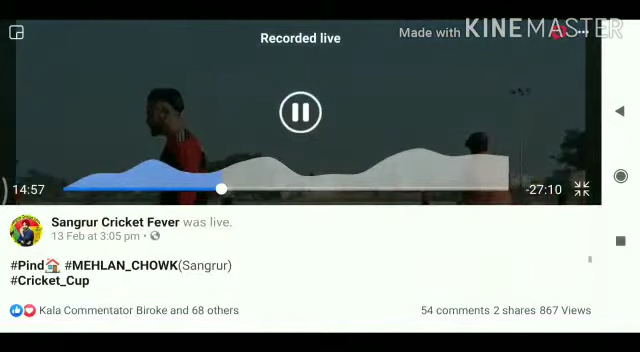 Recorded live
Made with KINEMASTER
14:57
-27:10
Sangrur Cricket Fever was live.
13 Feb at 3:05 pm •
#Pind🏠 #MEHLAN_CHOWK(Sangrur)
#Cricket_Cup
Kala Commentator Biroke and 68 others
54 comments 2 shares 867 Views